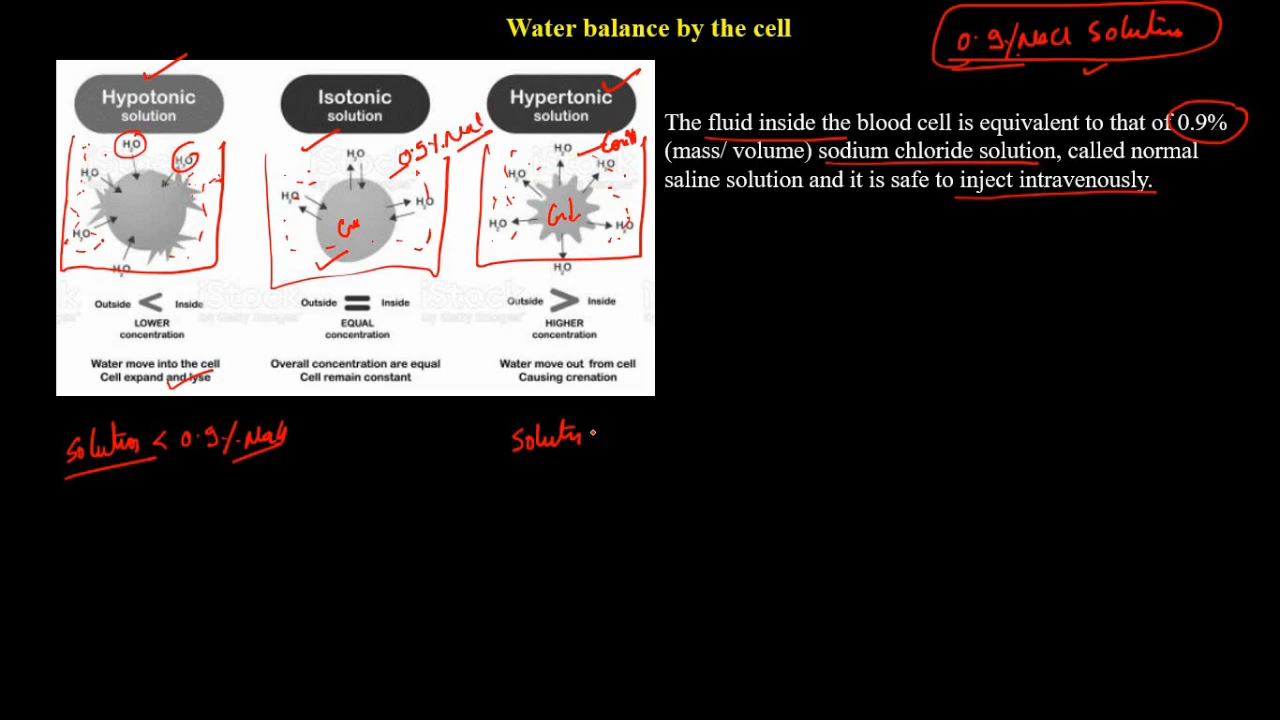 Water balance by the cell
0.9% NaCl Solution
Hypotonic
solution
H₂O
H₂O
H₂O
H₂O
H₂O
Outside < Inside
LOWER
concentration
Water move into the cell
Cell expand and lyse
Isotonic
solution
0.9% NaCl
H₂O
H₂O
H₂O
Outside = Inside
EQUAL
concentration
Overall concentration are equal
Cell remain constant
Hypertonic
solution
H₂O
H₂O
H₂O
H₂O
H₂O
H₂O
Outside > Inside
HIGHER
concentration
Water move out from cell
Causing crenation
iStock
The fluid inside the blood cell is equivalent to that of 0.9%
(mass/ volume) sodium chloride solution, called normal
saline solution and it is safe to inject intravenously.
Solution < 0.9% NaCl